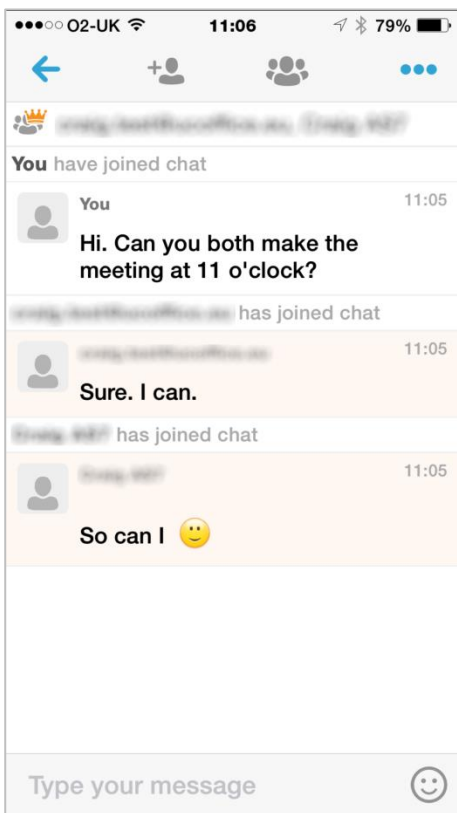 O2-UK 11:06 79%
You have joined chat
You 11:05
Hi. Can you both make the
meeting at 11 o'clock?
has joined chat
11:05
Sure. I can.
has joined chat
11:05
So can I
Type your message